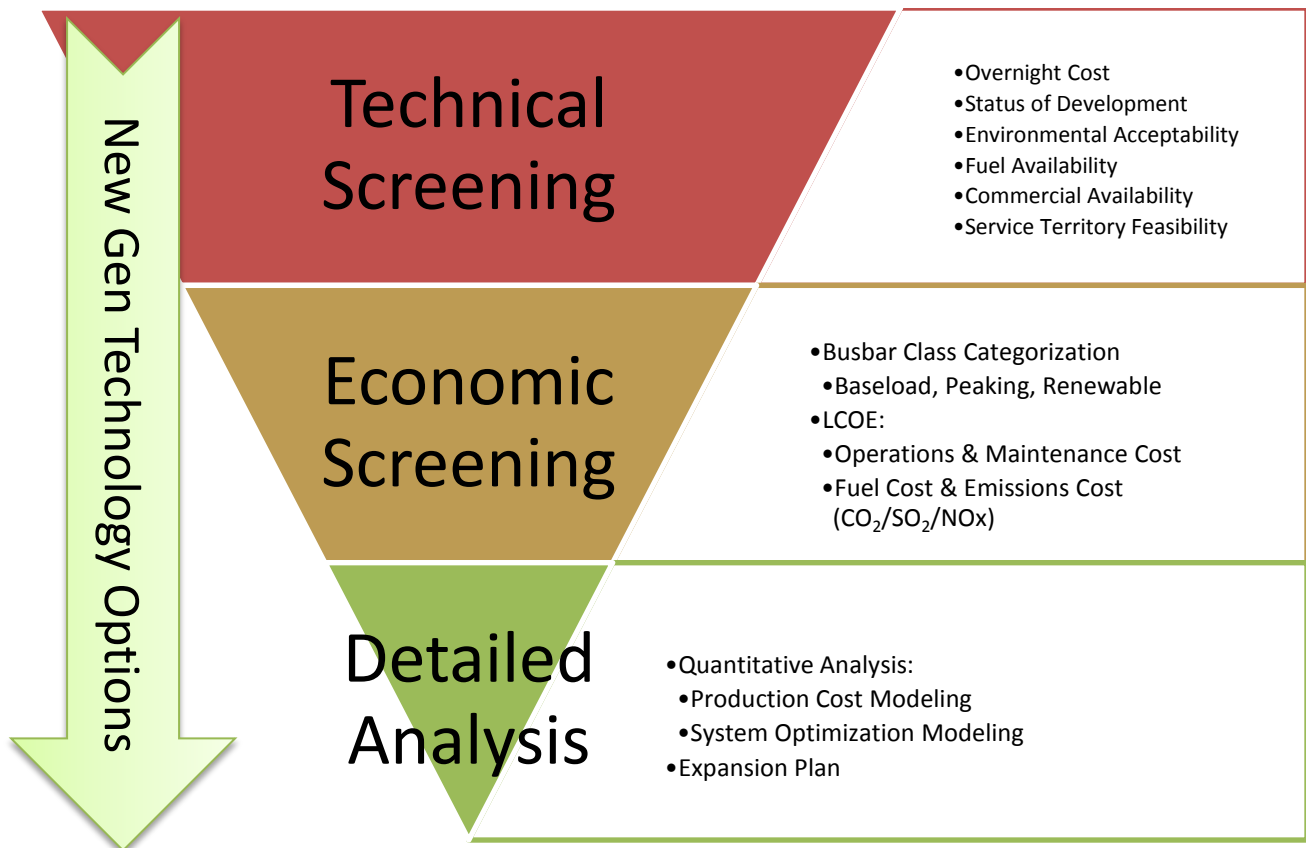 New Gen Technology Options
Technical
Screening
•Overnight Cost
•Status of Development
•Environmental Acceptability
•Fuel Availability
•Commercial Availability
•Service Territory Feasibility
Economic
Screening
•Busbar Class Categorization
•Baseload, Peaking, Renewable
•LCOE:
•Operations & Maintenance Cost
•Fuel Cost & Emissions Cost
(CO₂/SO₂/NOx)
Detailed
Analysis
•Quantitative Analysis:
•Production Cost Modeling
•System Optimization Modeling
•Expansion Plan